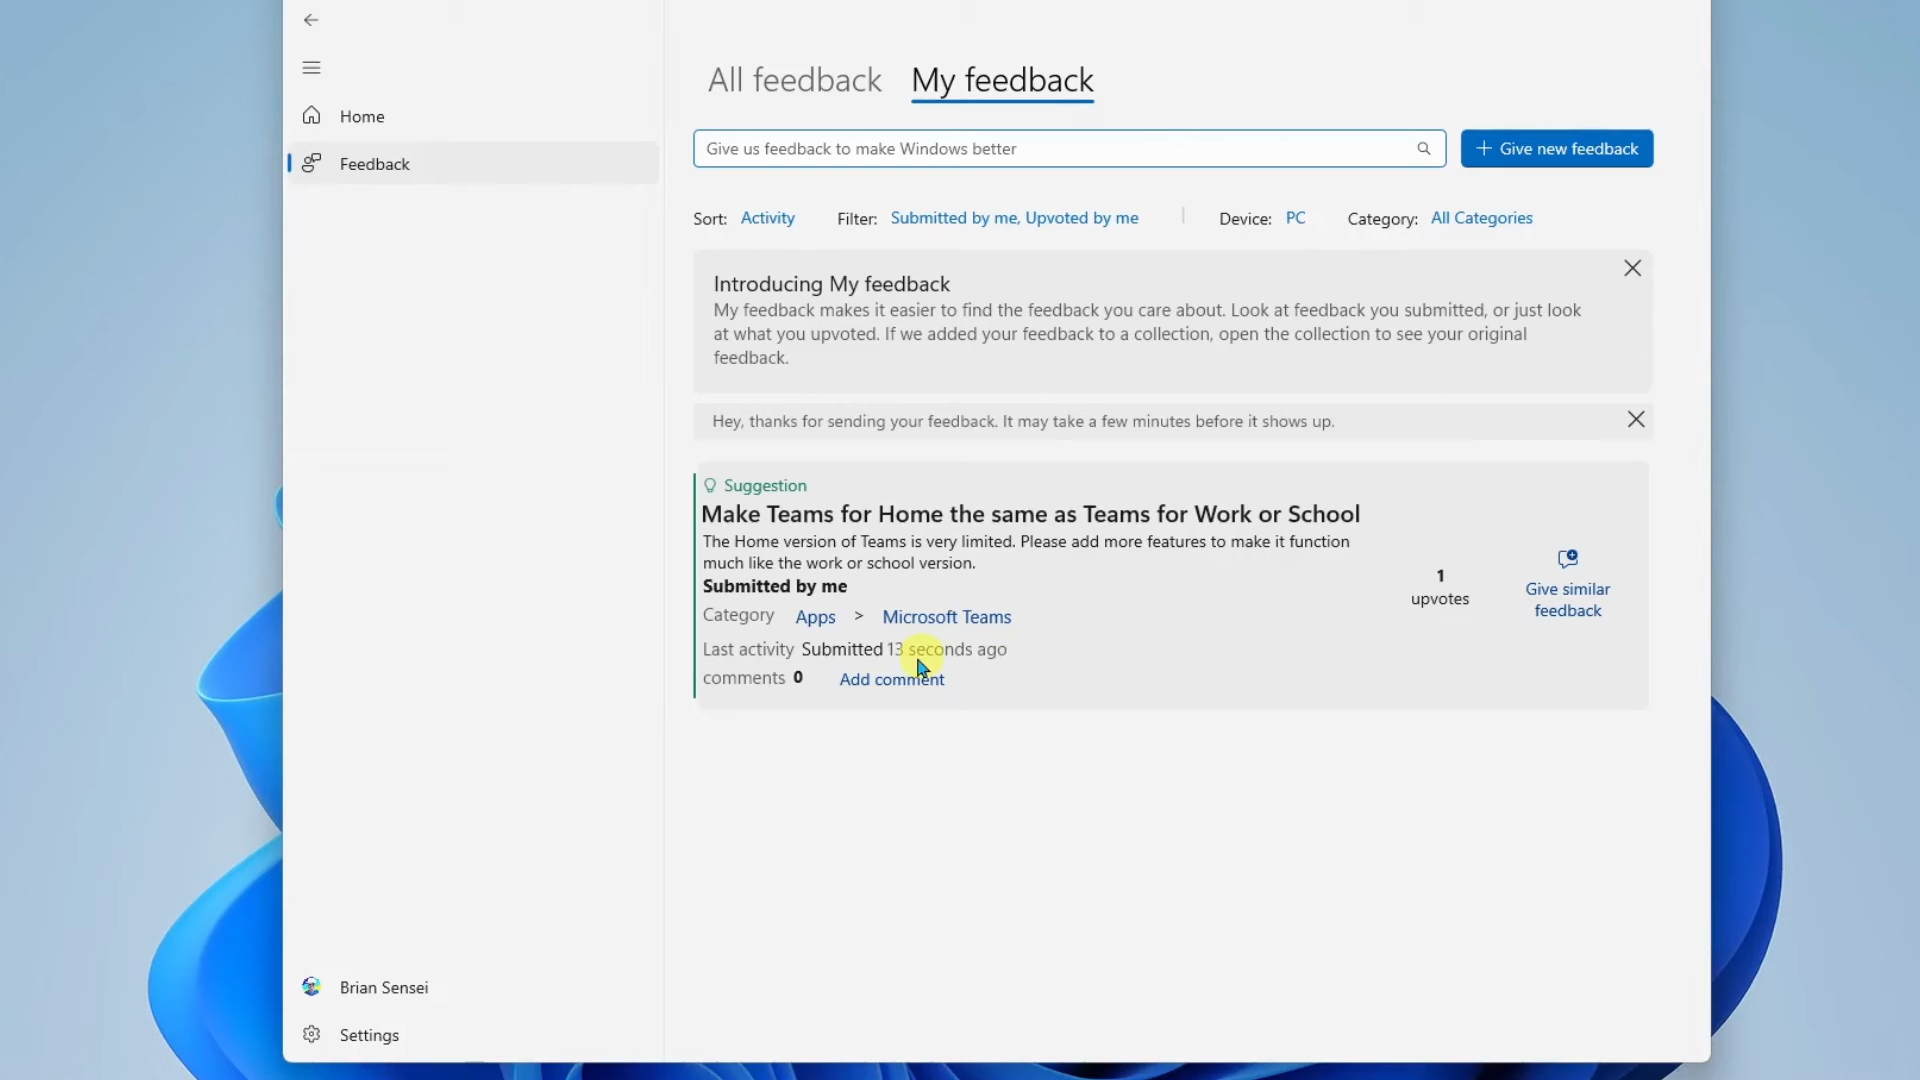 Home
Feedback
All feedback My feedback
Give us feedback to make Windows better
Give new feedback
Sort: Activity Filter: Submitted by me, Upvoted by me Device: PC Category: All Categories
Introducing My feedback
My feedback makes it easier to find the feedback you care about. Look at feedback you submitted, or just look
at what you upvoted. If we added your feedback to a collection, open the collection to see your original
feedback.
Hey, thanks for sending your feedback. It may take a few minutes before it shows up.
Suggestion
Make Teams for Home the same as Teams for Work or School
The Home version of Teams is very limited. Please add more features to make it function
much like the work or school version.
Submitted by me
Category Apps > Microsoft Teams
Last activity Submitted 13 seconds ago
comments 0 Add comment
1
upvotes
Give similar
feedback
Brian Sensei
Settings